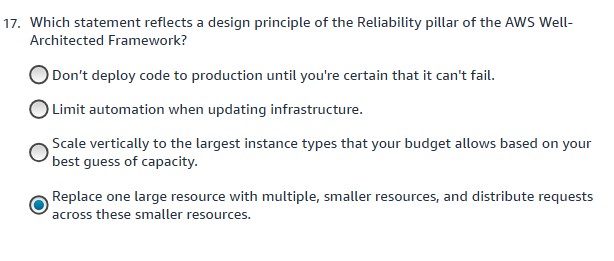 17. Which statement reflects a design principle of the Reliability pillar of the AWS Well-
Architected Framework?
Don't deploy code to production until you're certain that it can't fail.
Limit automation when updating infrastructure.
Scale vertically to the largest instance types that your budget allows based on your
best guess of capacity.
Replace one large resource with multiple, smaller resources, and distribute requests
across these smaller resources.